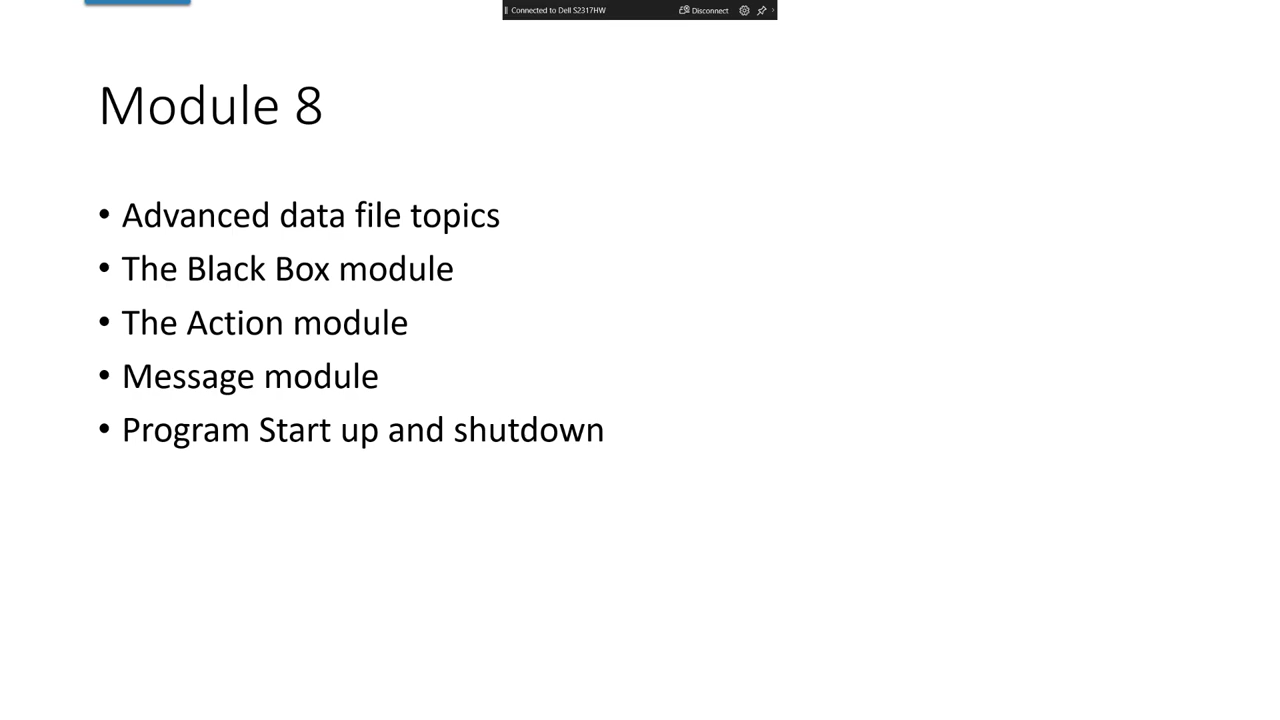 Connected to Dell S2317HW Disconnect
Module 8
• Advanced data file topics
• The Black Box module
• The Action module
• Message module
• Program Start up and shutdown